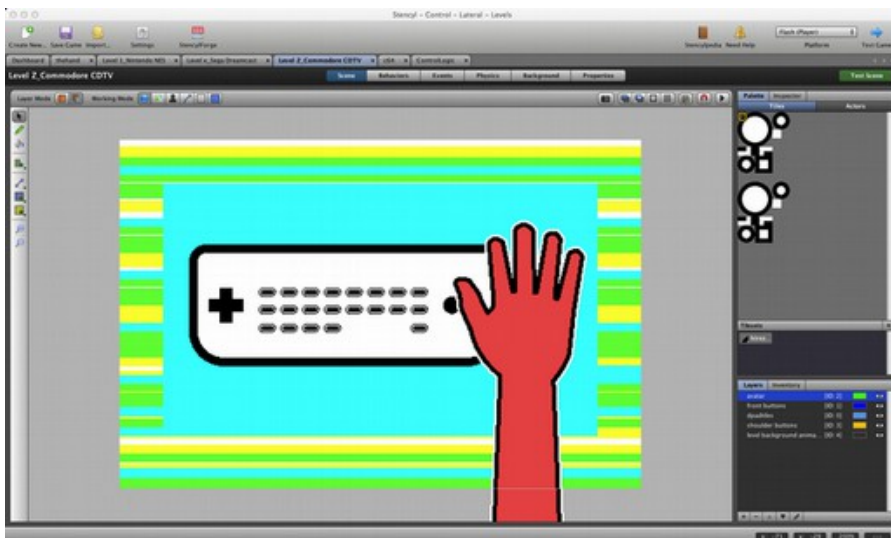 Stencyl - Control - Lateral - Levels
Create New... Save Game Import... Settings StencylForge
Stencylpedia Need Help Platform Test Game
Flash (Player)
Dashboard thehand Level 1_Nintendo NES Level x_Sega Dreamcast Level Z_Commodore CDTV c64 ControlLogic
Level Z_Commodore CDTV
Scene Behaviors Events Physics Background Properties
Test Scene
Layer Mode Working Mode
Palette Inspector
Tiles Actors
Tilesets
Layers Inventory
avatar
front buttons
shoulder buttons
level background anima...